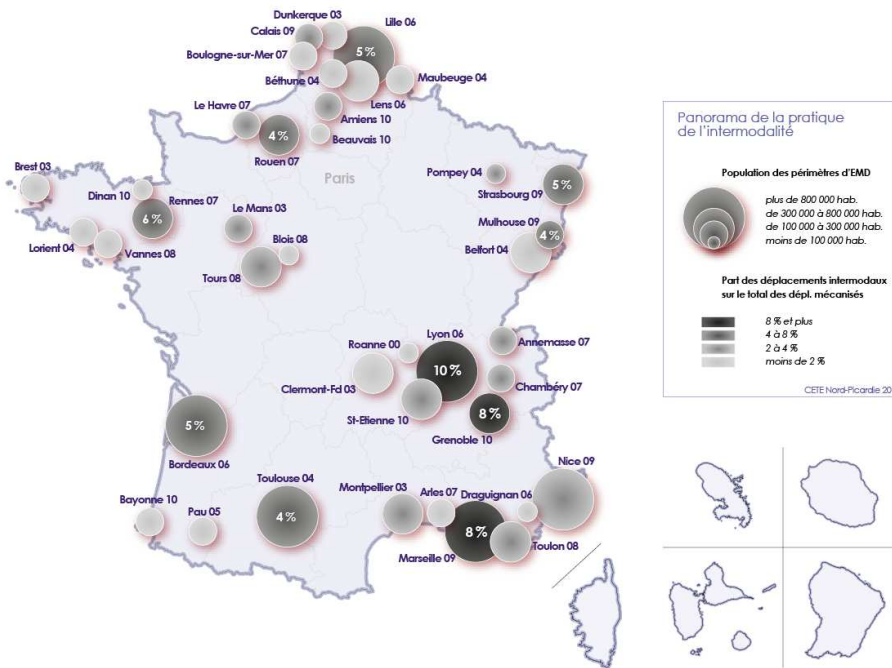 Dunkerque 03
Lille 06
Calais 09
5 %
Boulogne-sur-Mer 07
Béthune 04
Maubeuge 04
Lens 06
Le Havre 07
Amiens 10
4 %
Beauvais 10
Rouen 07
Paris
Pompey 04
Strasbourg 09
5 %
Brest 03
Dinan 10
Rennes 07
6 %
Le Mans 03
Mulhouse 09
4 %
Lorient 04
Vannes 08
Blois 08
Belfort 04
Tours 08
Roanne 00
Lyon 06
Annemasse 07
10 %
Clermont-Fd 03
Chambéry 07
St-Etienne 10
8 %
Grenoble 10
5 %
Bordeaux 06
Nice 09
Toulouse 04
Montpellier 03
Arles 07
Draguignan 06
Bayonne 10
Pau 05
4 %
8 %
Toulon 08
Marseille 09
Panorama de la pratique
de l'intermodalité
Population des périmètres d'EMD
plus de 800 000 hab.
de 300 000 à 800 000 hab.
de 100 000 à 300 000 hab.
moins de 100 000 hab.
Part des déplacements intermodaux
sur le total des dépl. mécanisés
8 % et plus
4 à 8 %
2 à 4 %
moins de 2 %
CETE Nord-Picardie 20